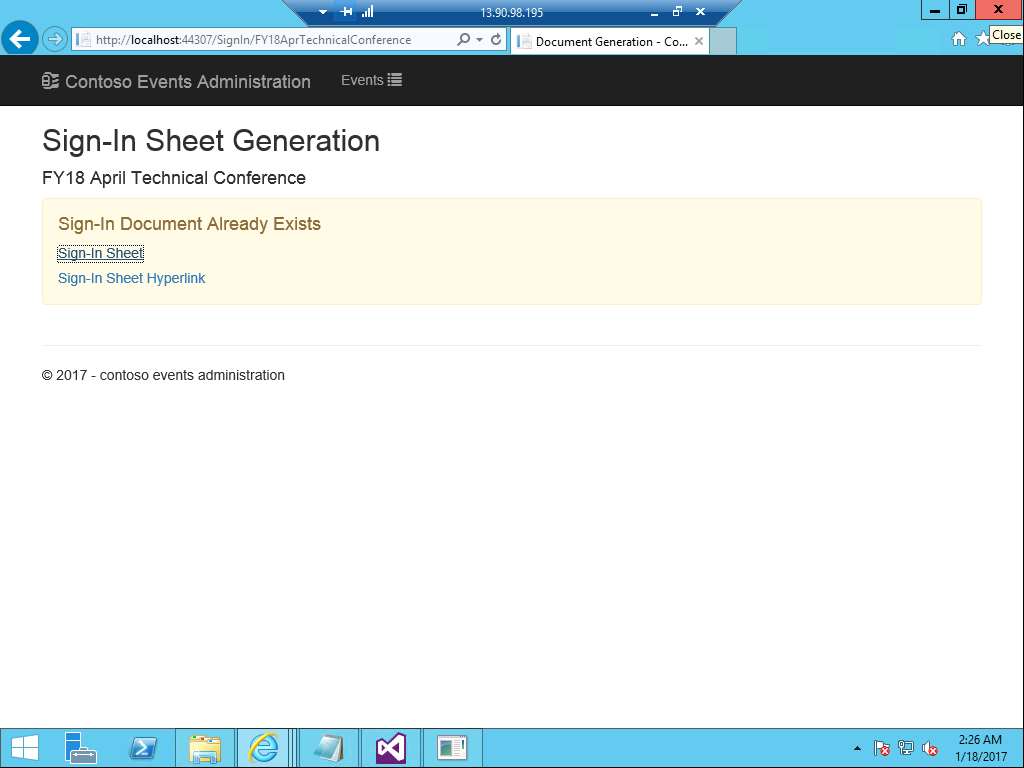 13.90.98.195
http://localhost:44307/SignIn/FY18AprTechnicalConference
Document Generation - Co...
Close
Contoso Events Administration
Events
Sign-In Sheet Generation
FY18 April Technical Conference
Sign-In Document Already Exists
Sign-In Sheet
Sign-In Sheet Hyperlink
© 2017 - contoso events administration
2:26 AM
1/18/2017